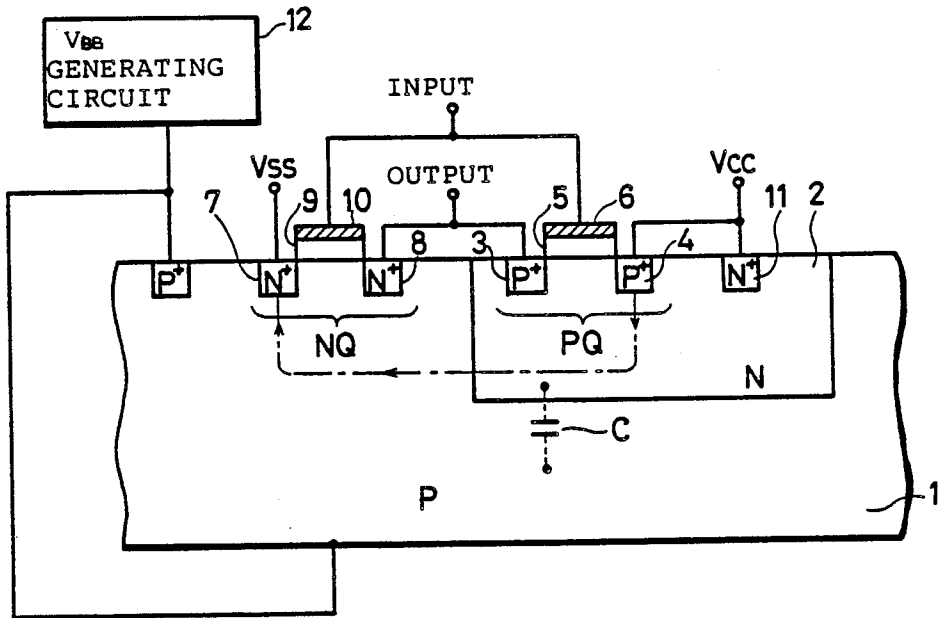 12
VBB
GENERATING
CIRCUIT
INPUT
VSS
OUTPUT
VCC
7
9
10
8
3
5
6
4
11
2
P+
N+
N+
P+
P+
N+
NQ
PQ
N
C
P
1